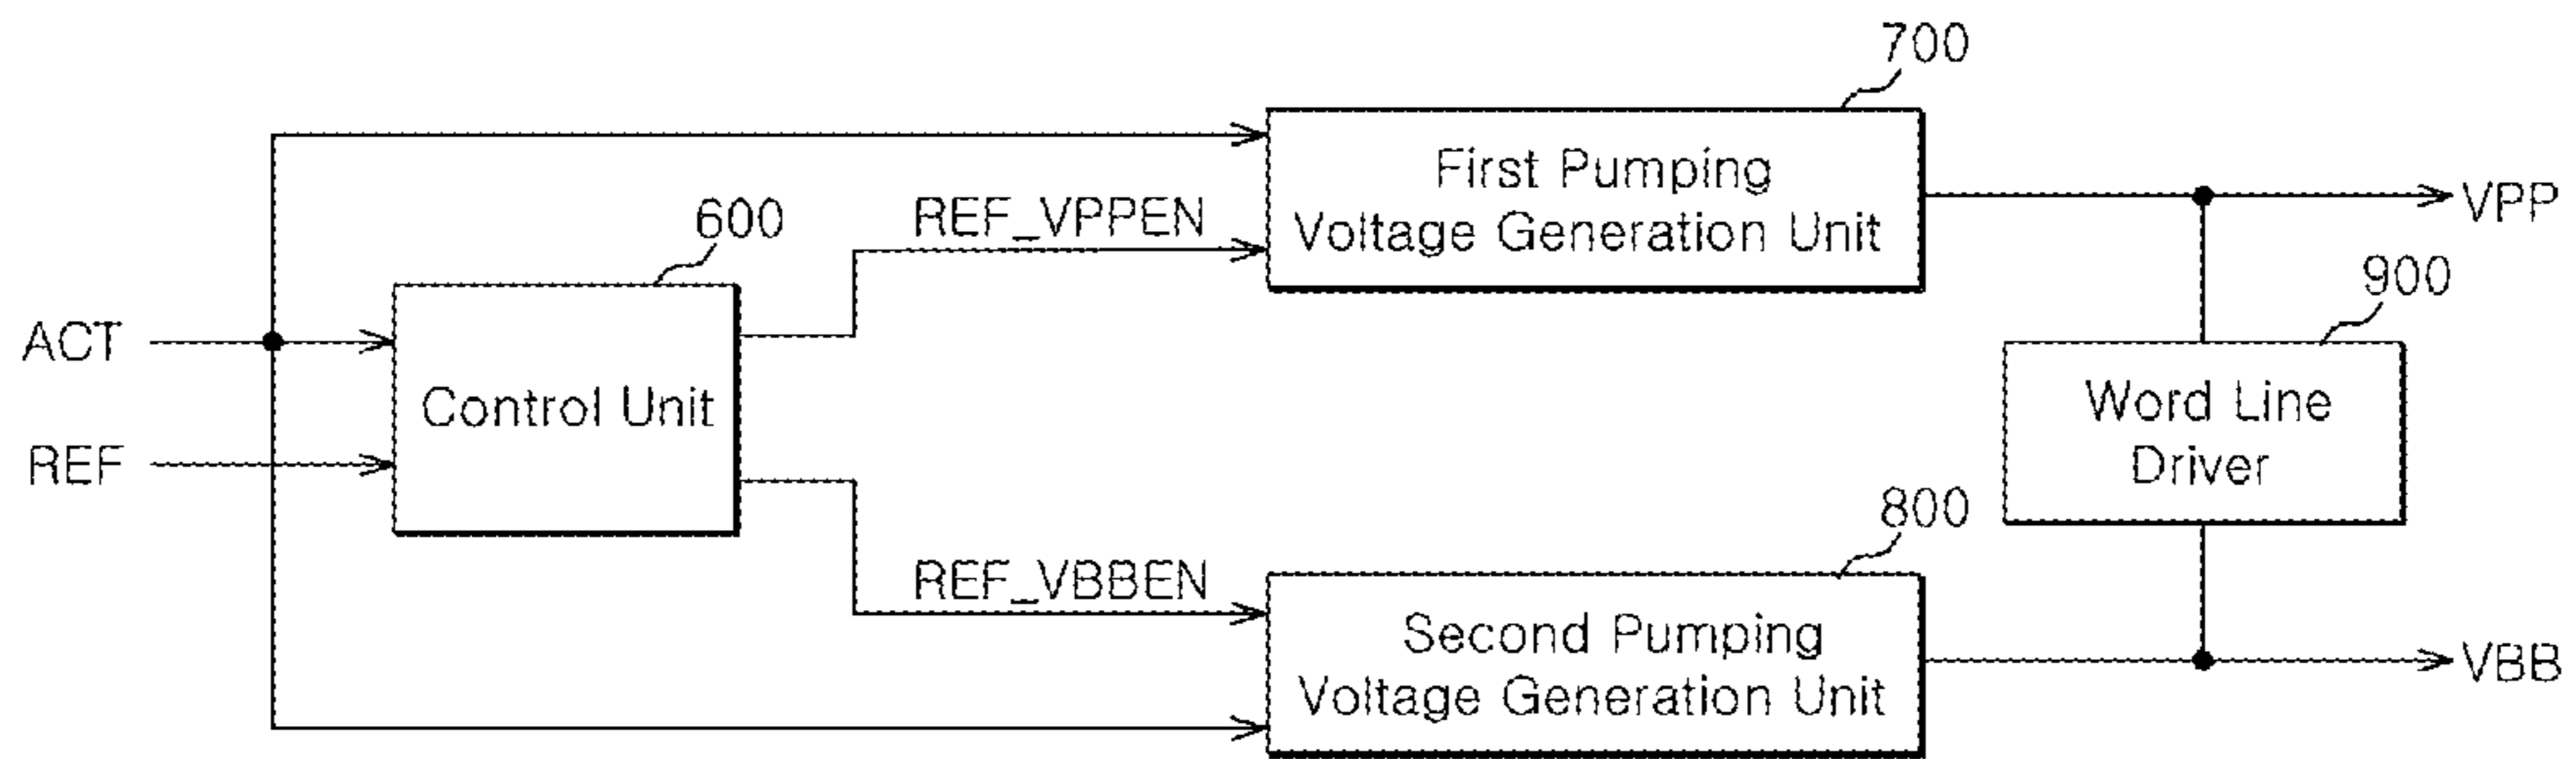 700
First Pumping
Voltage Generation Unit
REF_VPPEN
VPP
600
900
ACT
Control Unit
Word Line
Driver
REF
800
REF_VBBEN
Second Pumping
Voltage Generation Unit
VBB